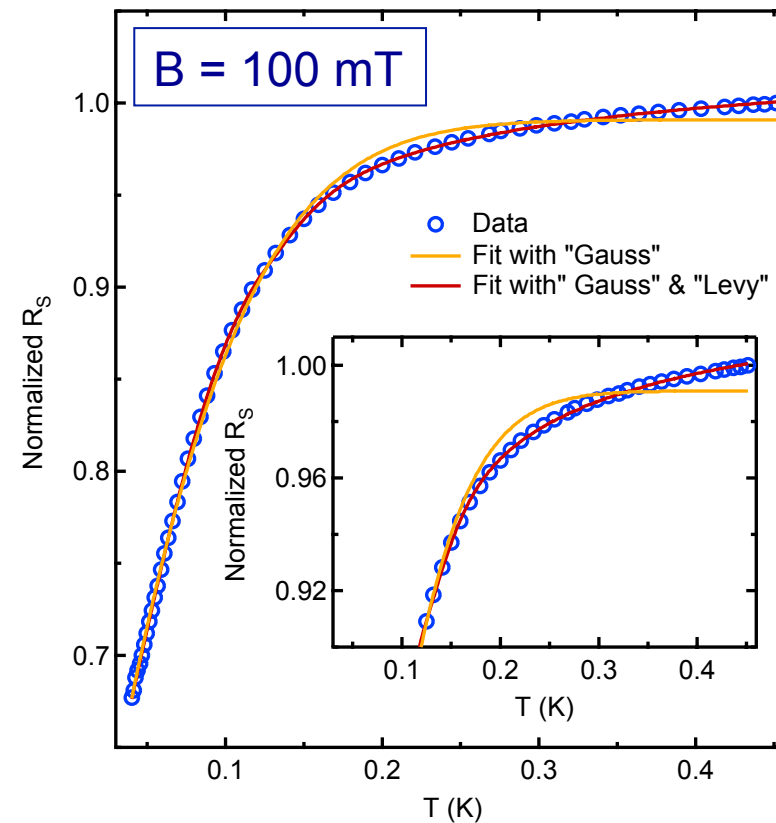 B = 100 mT
Normalized R_S
1.0
0.9
0.8
0.7
Data
Fit with "Gauss"
Fit with" Gauss" & "Levy"
Normalized R_S
1.00
0.96
0.92
0.1 0.2 0.3 0.4
T (K)
0.1 0.2 0.3 0.4
T (K)